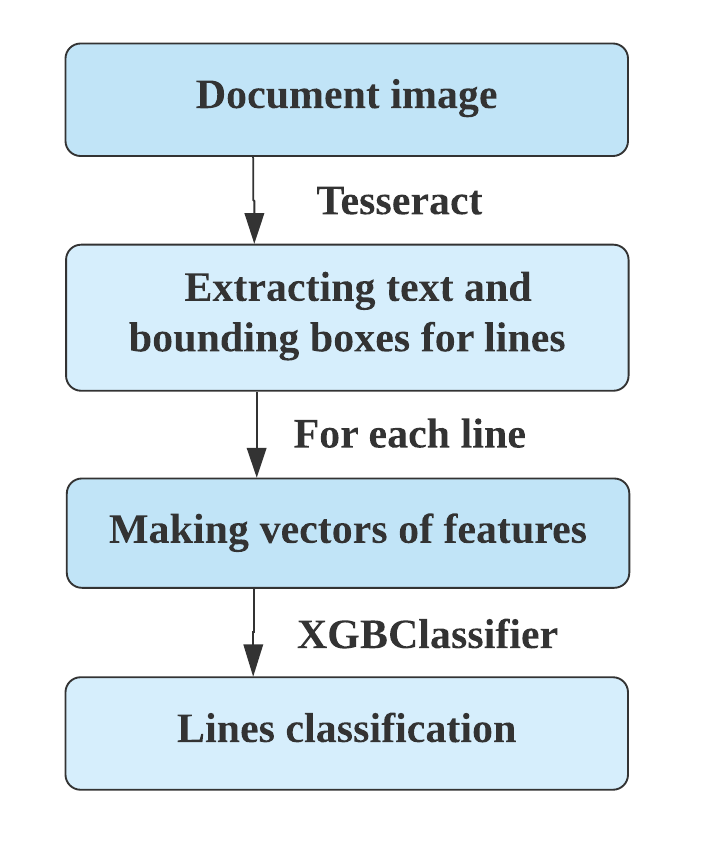 Document image
Tesseract
Extracting text and
bounding boxes for lines
For each line
Making vectors of features
XGBClassifier
Lines classification